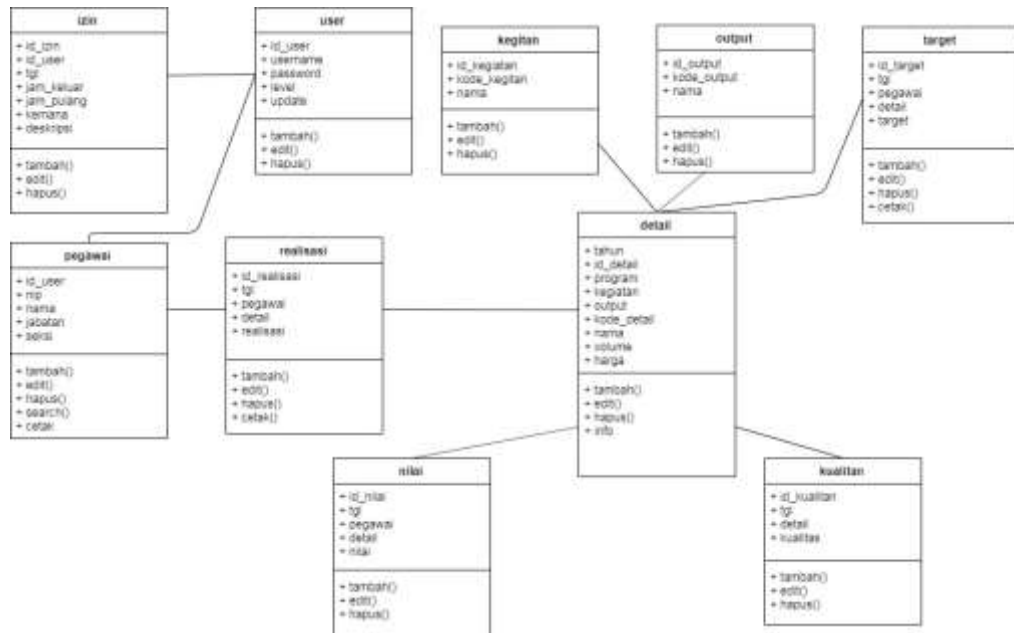 izin
+ id_izin
+ id_user
+ tgl
+ jam_keluar
+ jam_pulang
+ kemana
+ deskripsi
+ tambah()
+ edit()
+ hapus()
user
+ id_user
+ username
+ password
+ level
+ update
+ tambah()
+ edit()
+ hapus()
kegitan
+ id_kegiatan
+ kode_kegitan
+ nama
+ tambah()
+ edit()
+ hapus()
output
+ id_output
+ kode_output
+ nama
+ tambah()
+ edit()
+ hapus()
target
+ id_target
+ tgl
+ pegawai
+ detail
+ target
+ tambah()
+ edit()
+ hapus()
+ cetak()
pegawai
+ id_user
+ nip
+ nama
+ jabatan
+ seksi
+ tambah()
+ edit()
+ hapus()
+ search()
+ cetak
realisasi
+ id_realisasi
+ tgl
+ pegawai
+ detail
+ realisasi
+ tambah()
+ edit()
+ hapus()
+ cetak()
detail
+ tahun
+ id_detail
+ program
+ kegiatan
+ output
+ kode_detail
+ nama
+ volume
+ harga
+ tambah()
+ edit()
+ hapus()
+ info
nilai
+ id_nilai
+ tgl
+ pegawai
+ detail
+ nilai
+ tambah()
+ edit()
+ hapus()
kualitan
+ id_kualitan
+ tgl
+ detail
+ kualitas
+ tambah()
+ edit()
+ hapus()